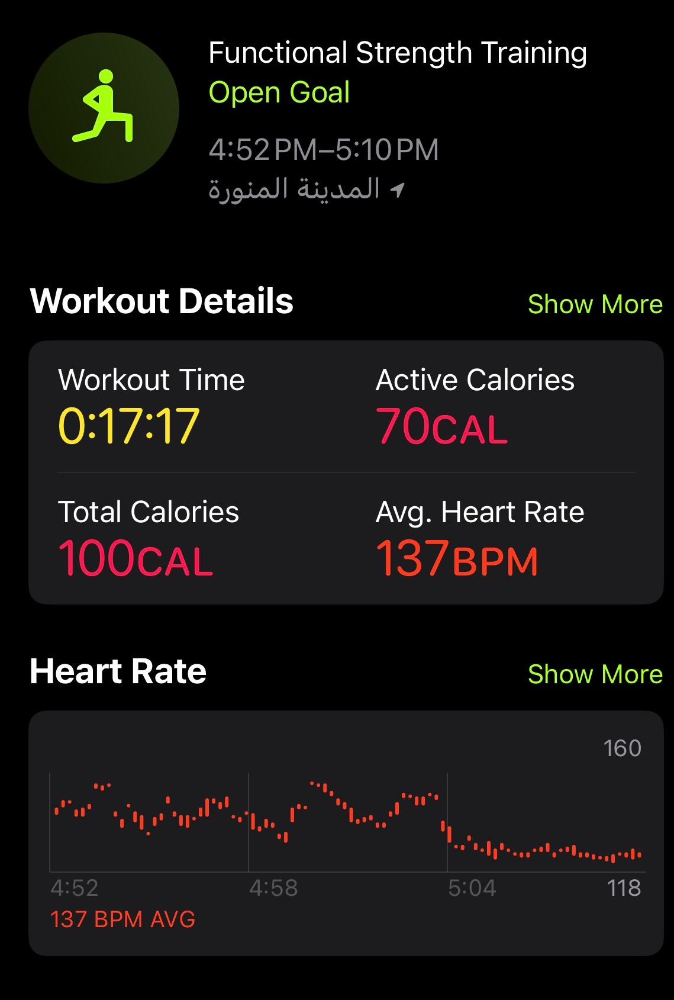 Functional Strength Training
Open Goal
4:52 PM–5:10 PM
المدينة المنورة
Workout Details
Show More
Workout Time
Active Calories
0:17:17
70CAL
Total Calories
Avg. Heart Rate
100CAL
137BPM
Heart Rate
Show More
160
4:52
4:58
5:04
118
137 BPM AVG